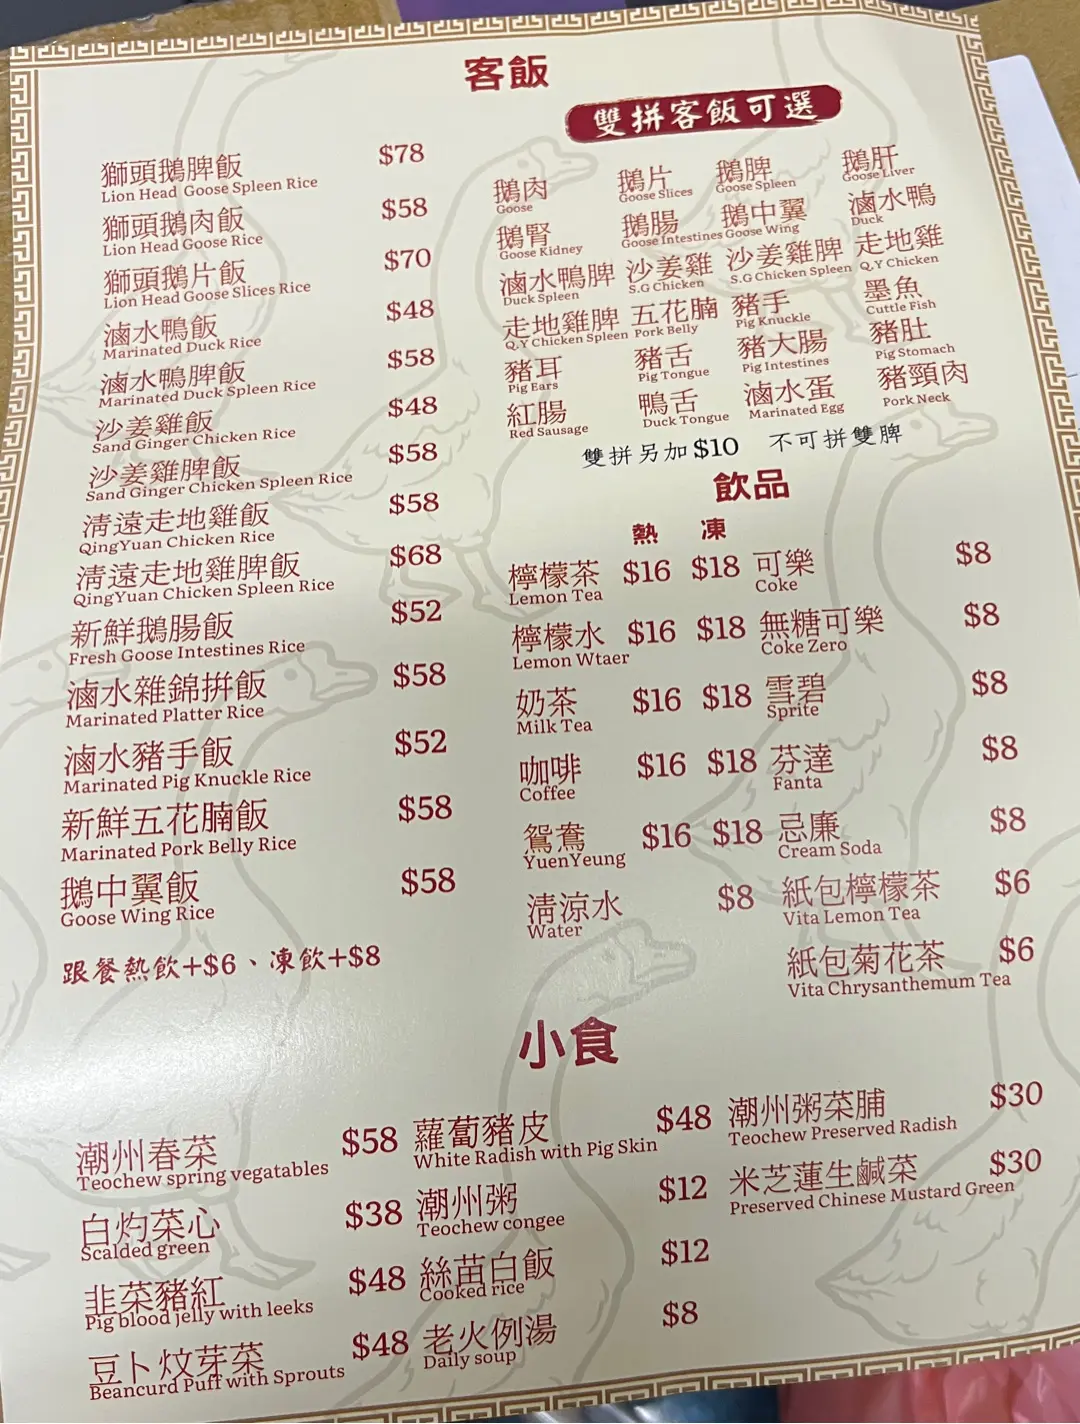 客飯
雙拼客飯可選
獅頭鵝脾飯 $78
Lion Head Goose Spleen Rice
獅頭鵝肉飯 $58
Lion Head Goose Rice
獅頭鵝片飯 $70
Lion Head Goose Slices Rice
滷水鴨飯 $48
Marinated Duck Rice
滷水鴨脾飯 $58
Marinated Duck Spleen Rice
沙姜雞飯 $48
Sand Ginger Chicken Rice
沙姜雞脾飯 $58
Sand Ginger Chicken Spleen Rice
清遠走地雞飯 $58
QingYuan Chicken Rice
清遠走地雞脾飯 $68
QingYuan Chicken Spleen Rice
新鮮鵝腸飯 $52
Fresh Goose Intestines Rice
滷水雜錦拼飯 $58
Marinated Platter Rice
滷水豬手飯 $52
Marinated Pig Knuckle Rice
新鮮五花腩飯 $58
Marinated Pork Belly Rice
鵝中翼飯 $58
Goose Wing Rice
跟餐熱飲+$6、凍飲+$8
鵝肉 鵝片 鵝脾 鵝肝
Goose Goose Slices Goose Spleen Goose Liver
鵝腎 鵝腸 鵝中翼 滷水鴨
Goose Kidney Goose Intestines Goose Wing Duck
滷水鴨脾 沙姜雞 沙姜雞脾 走地雞
Duck Spleen S.G Chicken S.G Chicken Spleen Q.Y Chicken
走地雞脾 五花腩 豬手 墨魚
Q.Y Chicken Spleen Pork Belly Pig Knuckle Cuttle Fish
豬耳 豬舌 豬大腸 豬肚
Pig Ears Pig Tongue Pig Intestines Pig Stomach
紅腸 鴨舌 滷水蛋 豬頸肉
Red Sausage Duck Tongue Marinated Egg Pork Neck
雙拼另加$10 不可拼雙脾
飲品
熱 凍
檸檬茶 $16 $18 可樂 $8
Lemon Tea Coke
檸檬水 $16 $18 無糖可樂 $8
Lemon Wtaer Coke Zero
奶茶 $16 $18 雪碧 $8
Milk Tea Sprite
咖啡 $16 $18 芬達 $8
Coffee Fanta
鴛鴦 $16 $18 忌廉 $8
YuenYeung Cream Soda
清涼水 $8 紙包檸檬茶 $6
Water Vita Lemon Tea
紙包菊花茶 $6
Vita Chrysanthemum Tea
小食
潮州春菜 $58 蘿蔔豬皮 $48 潮州粥菜脯 $30
Teochew spring vegatables White Radish with Pig Skin Teochew Preserved Radish
白灼菜心 $38 潮州粥 $12 米芝蓮生鹹菜 $30
Scalded green Teochew congee Preserved Chinese Mustard Green
韭菜豬紅 $48 絲苗白飯 $12
Pig blood jelly with leeks Cooked rice
豆卜炆芽菜 $48 老火例湯 $8
Beancurd Puff with Sprouts Daily soup